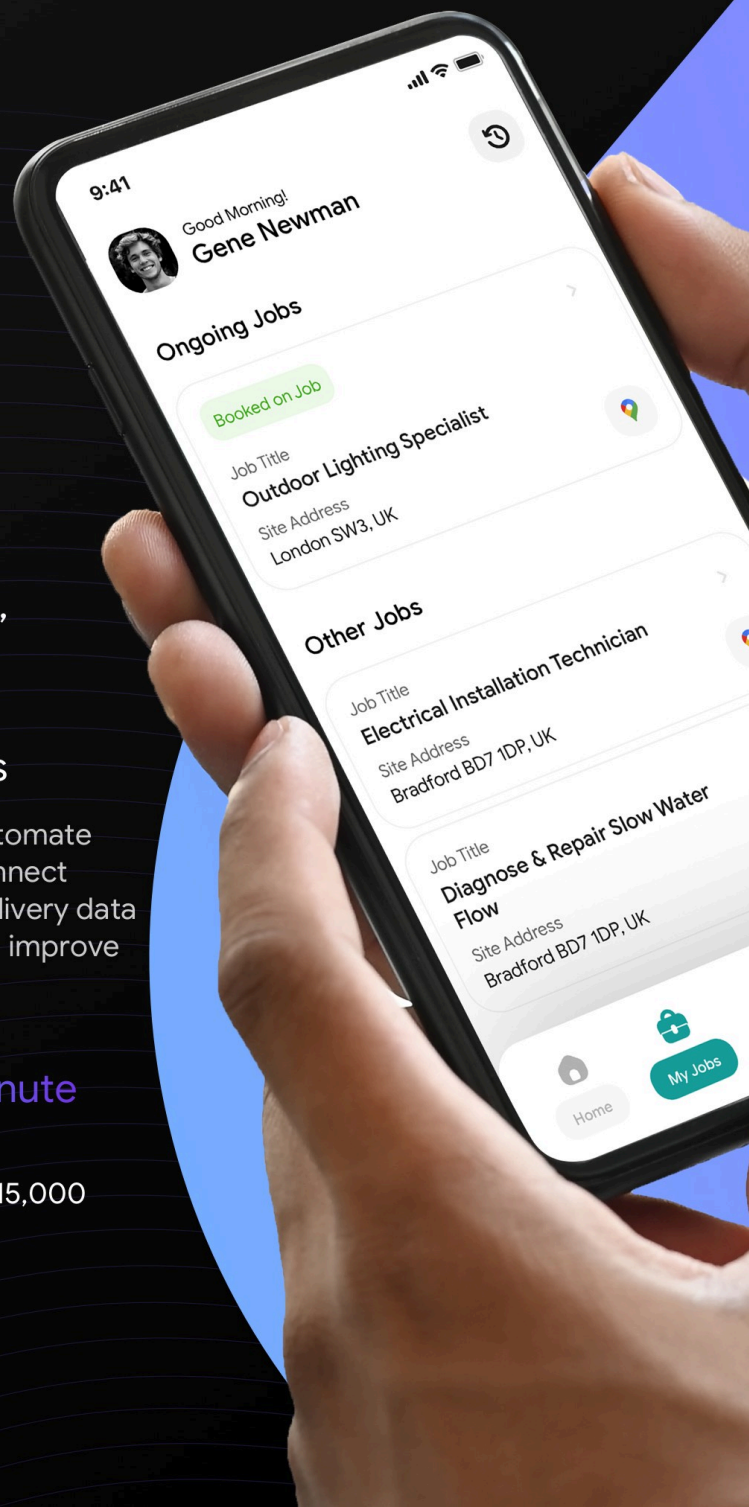 9:41
Good Morning!
Gene Newman
Ongoing Jobs
Booked on Job
Job Title
Outdoor Lighting Specialist
Site Address
London SW3, UK
Other Jobs
Job Title
Electrical Installation Technician
Site Address
Bradford BD7 1DP, UK
Job Title
Diagnose & Repair Slow Water
Flow
Site Address
Bradford BD7 1DP, UK
Home
My Jobs
,
s
tomate
nnect
livery data
improve
nute
15,000